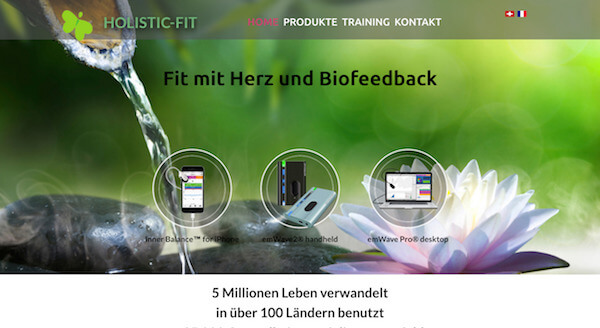 HOLISTIC-FIT
HOME PRODUKTE TRAINING KONTAKT
Fit mit Herz und Biofeedback
Inner Balance™ for iPhone
emWave2® handheld
emWave Pro® desktop
5 Millionen Leben verwandelt
in über 100 Ländern benutzt